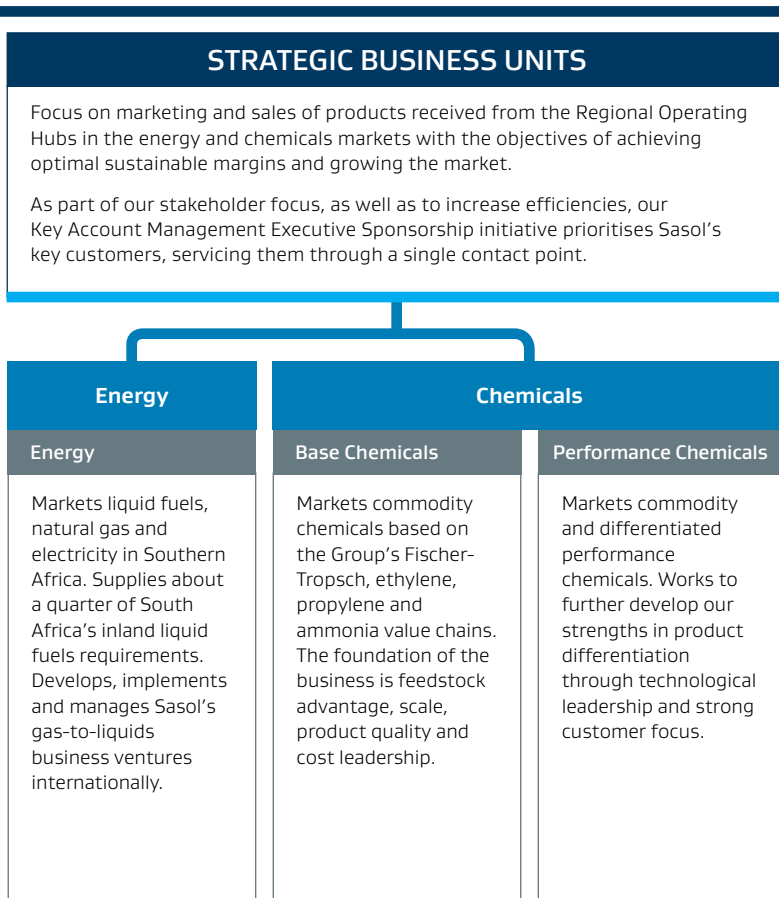 STRATEGIC BUSINESS UNITS
Focus on marketing and sales of products received from the Regional Operating
Hubs in the energy and chemicals markets with the objectives of achieving
optimal sustainable margins and growing the market.
As part of our stakeholder focus, as well as to increase efficiencies, our
Key Account Management Executive Sponsorship initiative prioritises Sasol’s
key customers, servicing them through a single contact point.
Energy
Chemicals
Energy
Markets liquid fuels,
natural gas and
electricity in Southern
Africa. Supplies about
a quarter of South
Africa’s inland liquid
fuels requirements.
Develops, implements
and manages Sasol’s
gas-to-liquids
business ventures
internationally.
Base Chemicals
Markets commodity
chemicals based on
the Group’s Fischer-
Tropsch, ethylene,
propylene and
ammonia value chains.
The foundation of the
business is feedstock
advantage, scale,
product quality and
cost leadership.
Performance Chemicals
Markets commodity
and differentiated
performance
chemicals. Works to
further develop our
strengths in product
differentiation
through technological
leadership and strong
customer focus.